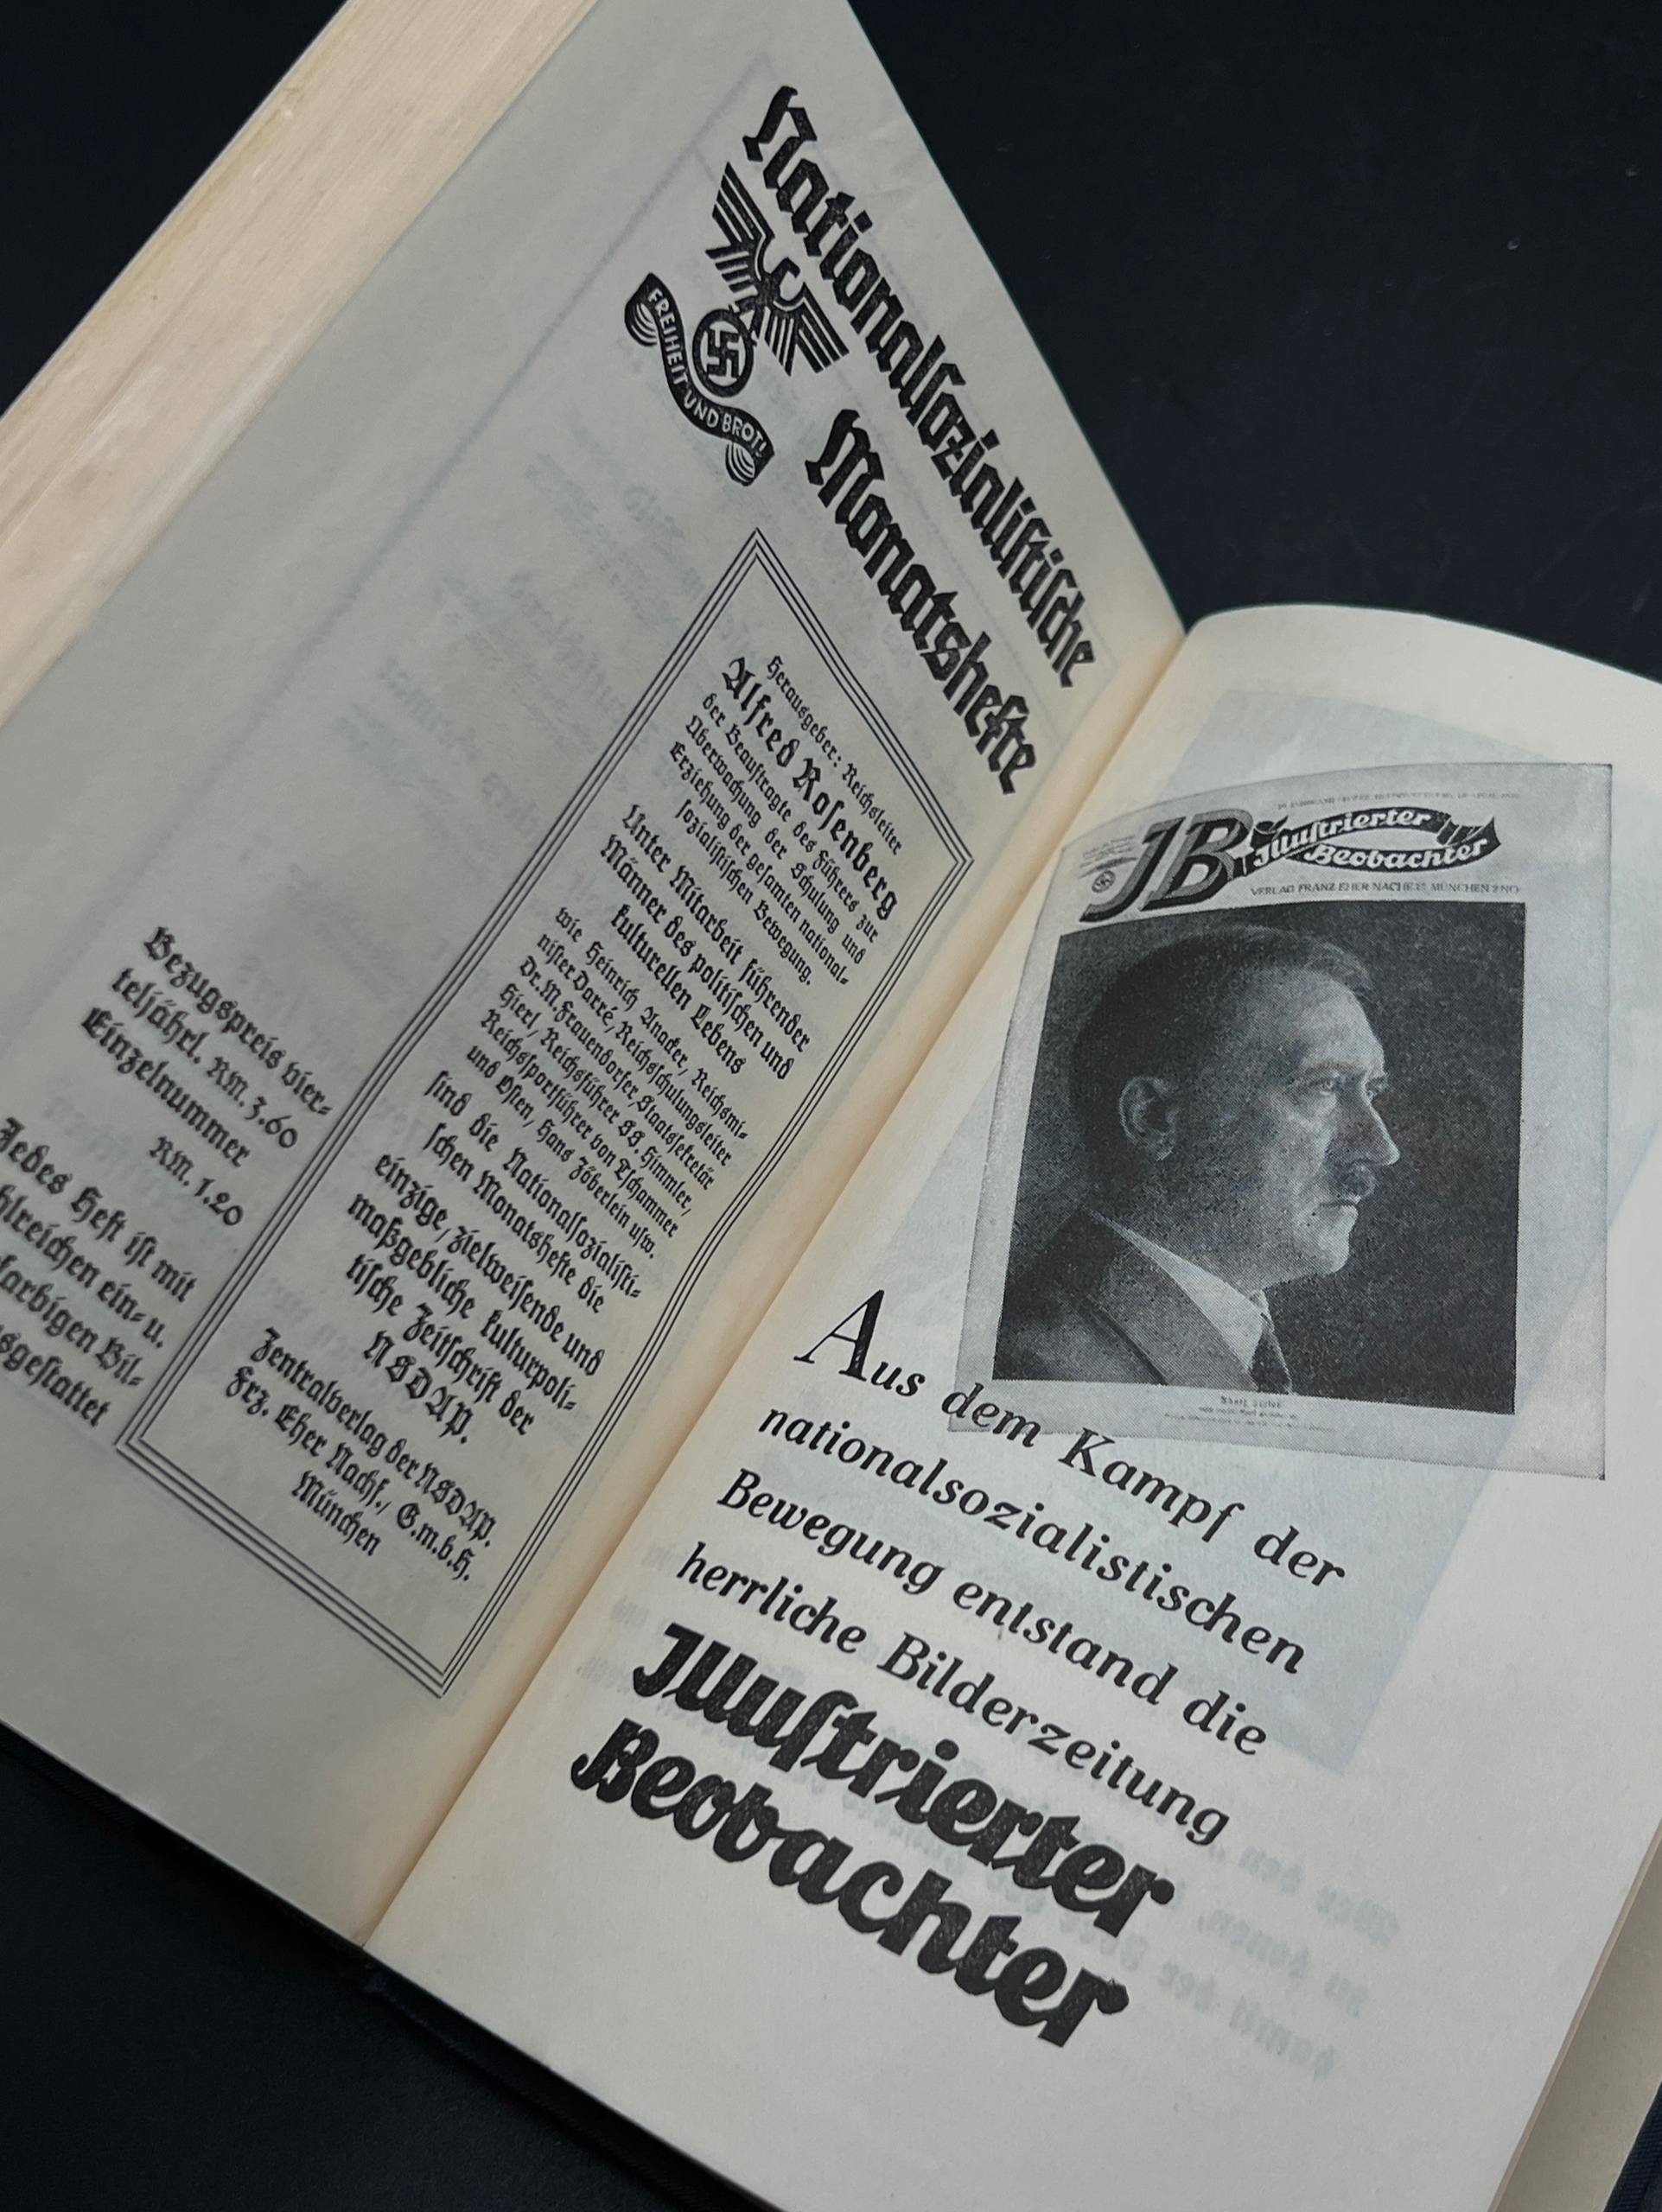 Nationalsozialistische
Monatshefte
FREIHEIT UND BROT!
Herausgeber: Reichsleiter
Alfred Rosenberg
der Beauftragte des Führers zur
Überwachung der Schulung und
Erziehung der gesamten national-
sozialistischen Bewegung.
Unter Mitarbeit führender
Männer des politischen und
kulturellen Lebens
wie Heinrich Anacker, Reichsmi-
nister Darré, Reichsschulungsleiter
Dr. M. Frauendorfer, Staatssekretär
Hierl, Reichsführer SS. Himmler,
Reichssportführer von Tschammer
und Osten, Hans Zöberlein usw.
sind die Nationalsozialisti-
schen Monatshefte die
einzige, zielweisende und
maßgebliche kulturpoli-
tische Zeitschrift der
NSDAP.
Zentralverlag der NSDAP.
Frz. Eher Nachf., G.m.b.H.
München
Bezugspreis vier-
teljährl. RM. 3.60
Einzelnummer
RM. 1.20
Jedes Heft ist mit
hlreichen ein- u.
farbigen Bil-
sgestattet
JB Illustrierter
Beobachter
VERLAG FRANZ EHER NACHF. MÜNCHEN 2 NO
Aus dem Kampf der
nationalsozialistischen
Bewegung entstand die
herrliche Bilderzeitung
Illustrierter
Beobachter